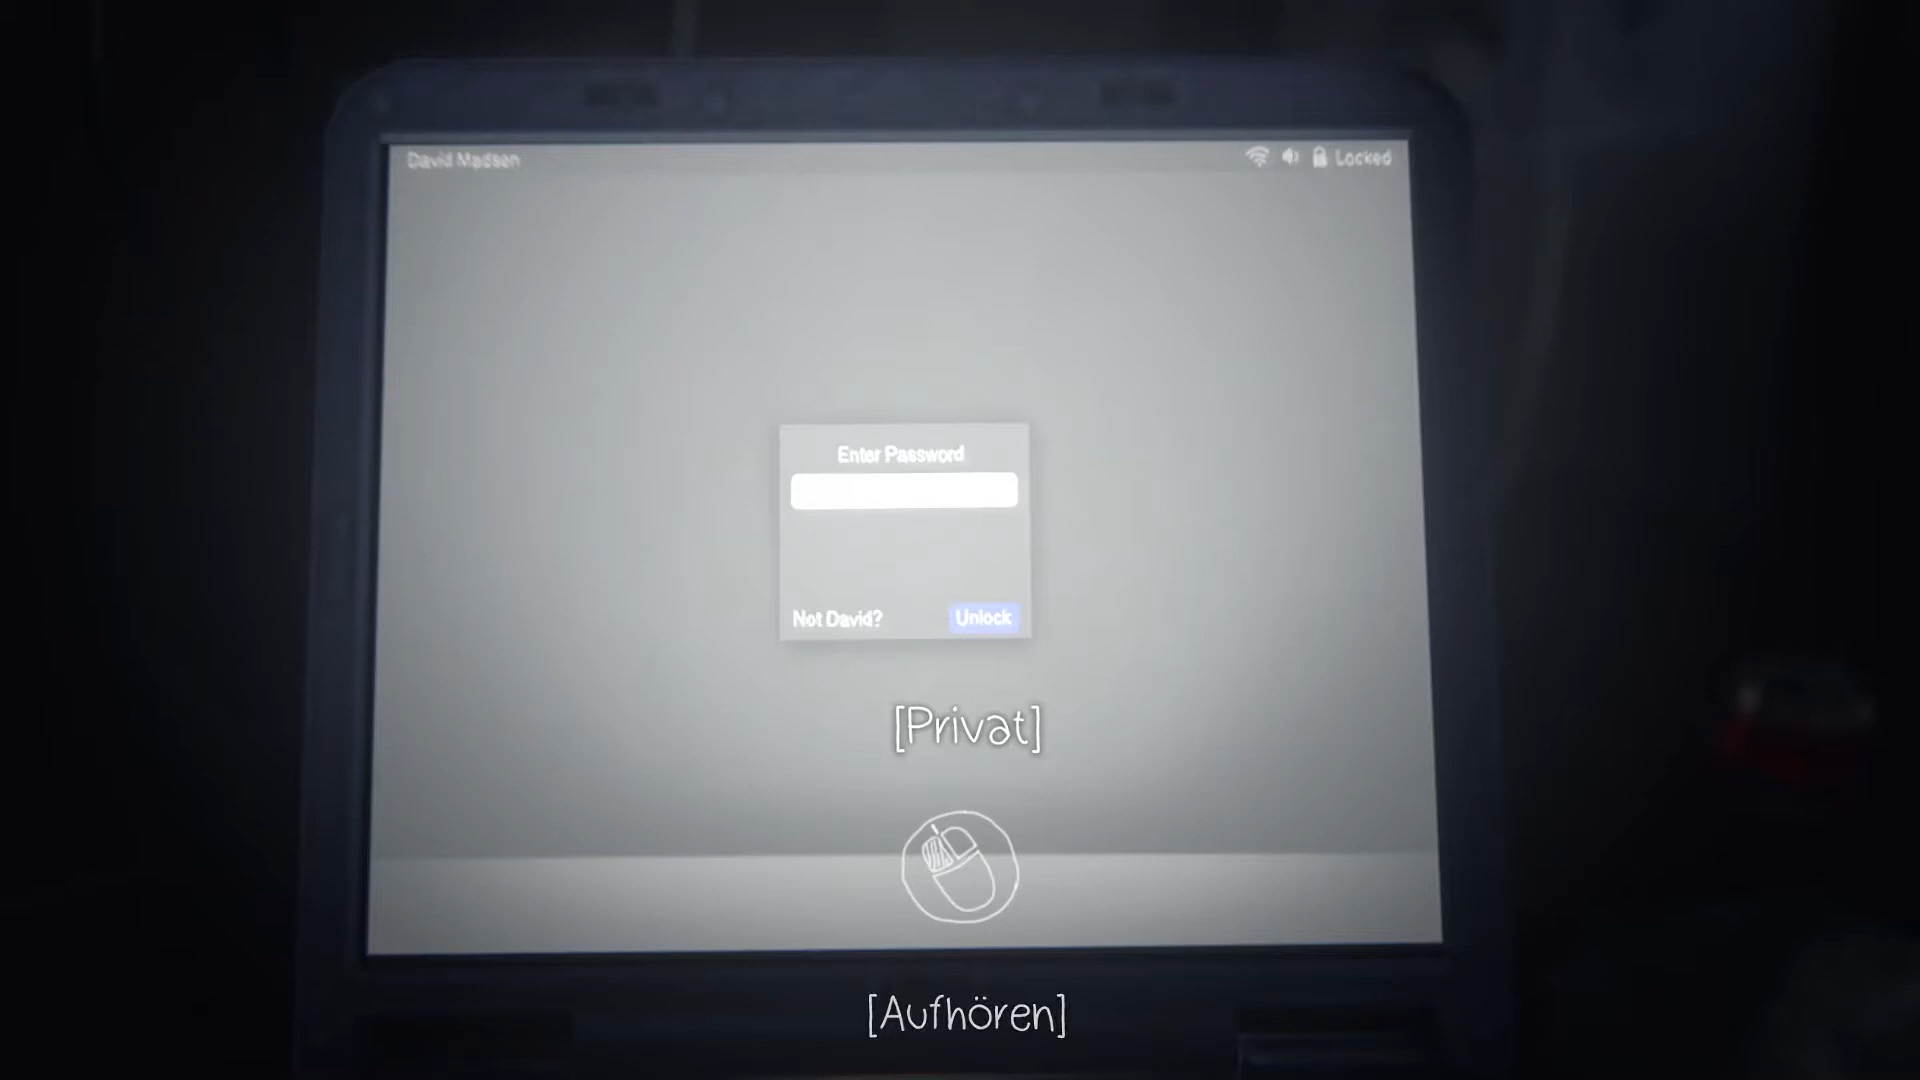 David Madsen
Locked
Enter Password
Not David?
Unlock
[Privat]
[Aufhören]